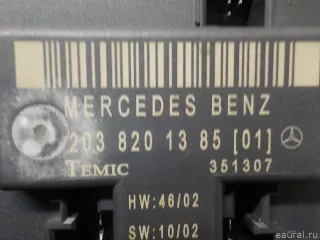 MERCEDES BENZ
203 820 13 85 [01]
TEMIC 351307
HW:46/02
SW:10/02
eaural.ru